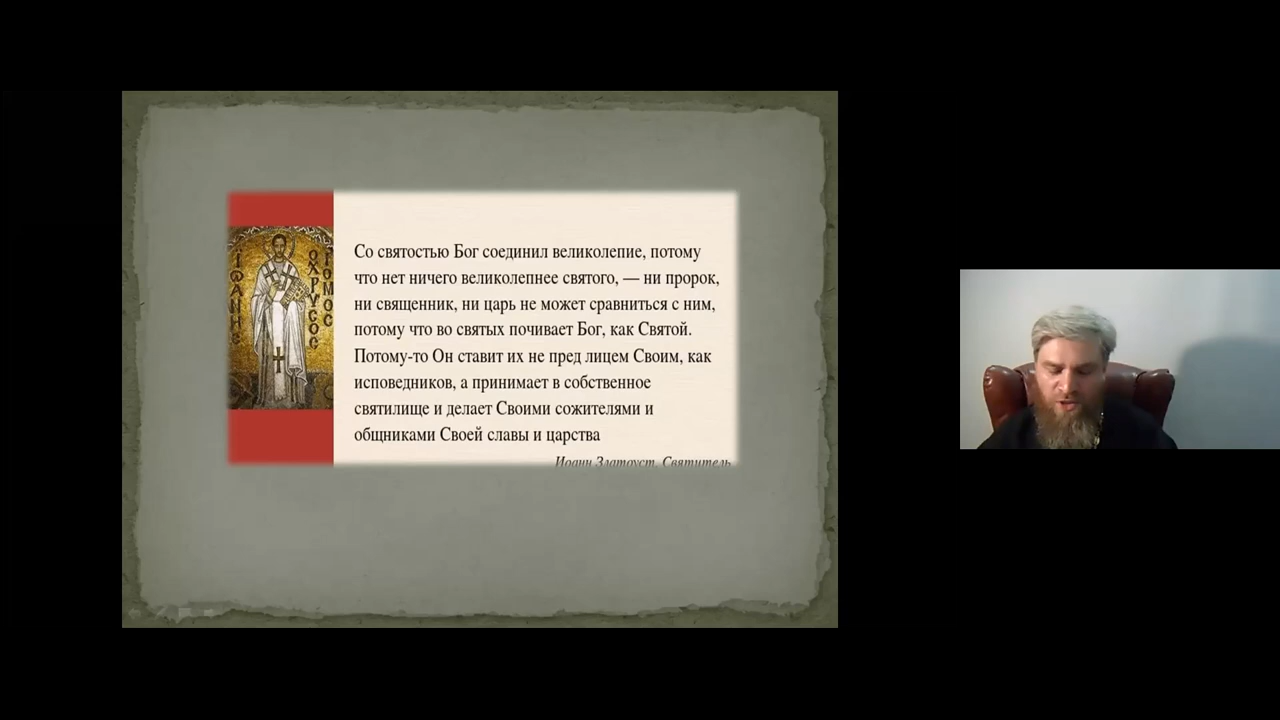 Со святостью Бог соединил великолепие, потому
что нет ничего великолепнее святого, — ни пророк,
ни священник, ни царь не может сравниться с ним,
потому что во святых почивает Бог, как Святой.
Потому-то Он ставит их не пред лицем Своим, как
исповедников, а принимает в собственное
святилище и делает Своими сожителями и
общниками Своей славы и царства
Иоанн Златоуст. Святитель